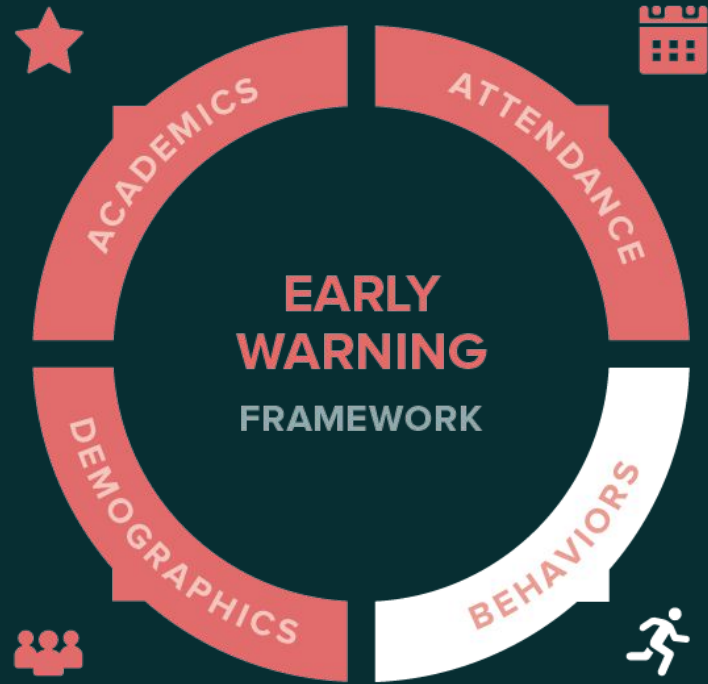 ACADEMICS
ATTENDANCE
EARLY
WARNING
FRAMEWORK
DEMOGRAPHICS
BEHAVIORS